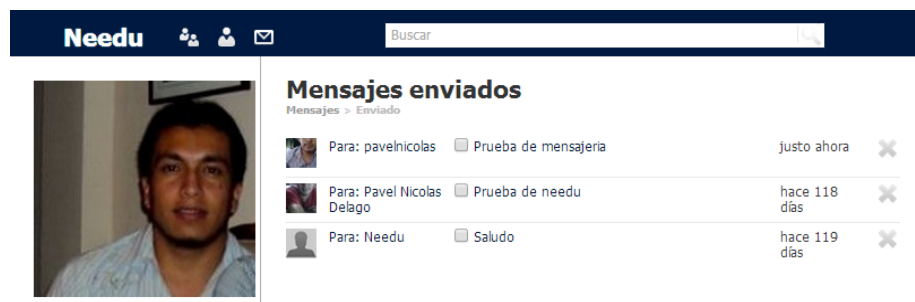 Needu
Buscar
Mensajes enviados
Mensajes > Enviado
Para: pavelnicolas Prueba de mensajeria justo ahora
Para: Pavel Nicolas Delago Prueba de needu hace 118 días
Para: Needu Saludo hace 119 días